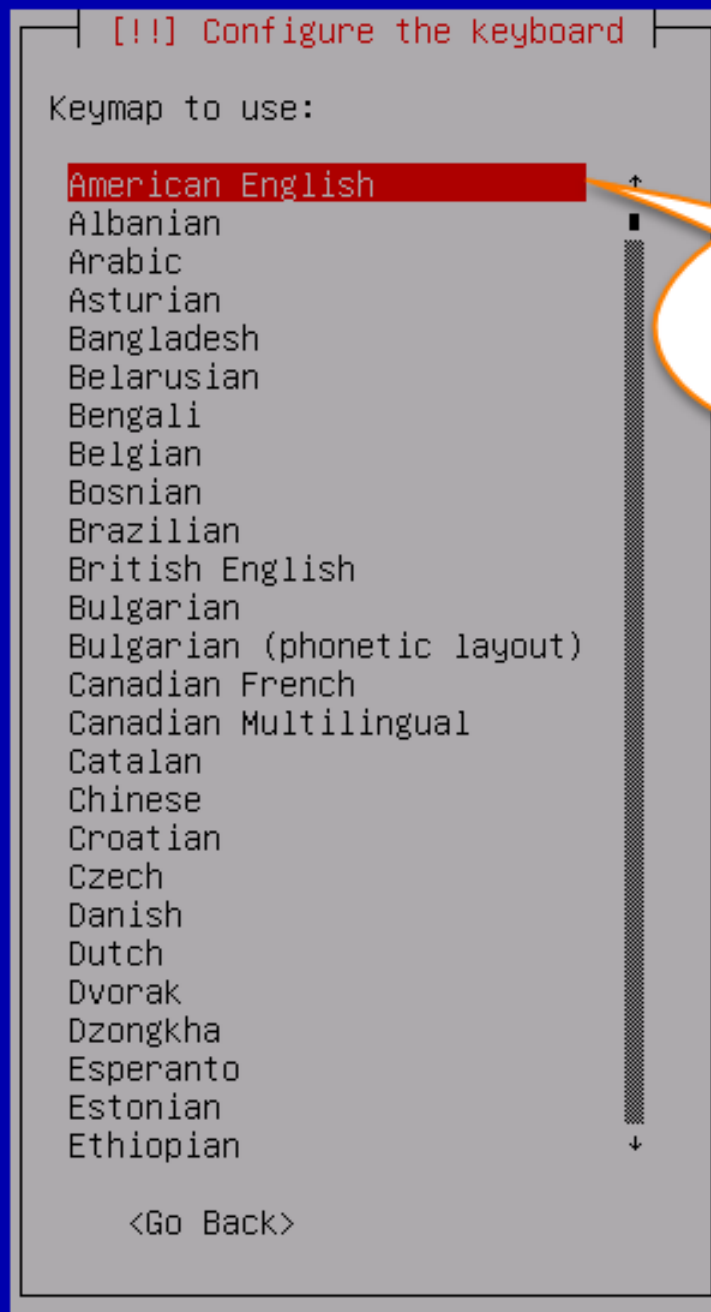 [!!] Configure the keyboard
Keymap to use:
American English
Albanian
Arabic
Asturian
Bangladesh
Belarusian
Bengali
Belgian
Bosnian
Brazilian
British English
Bulgarian
Bulgarian (phonetic layout)
Canadian French
Canadian Multilingual
Catalan
Chinese
Croatian
Czech
Danish
Dutch
Dvorak
Dzongkha
Esperanto
Estonian
Ethiopian
<Go Back>